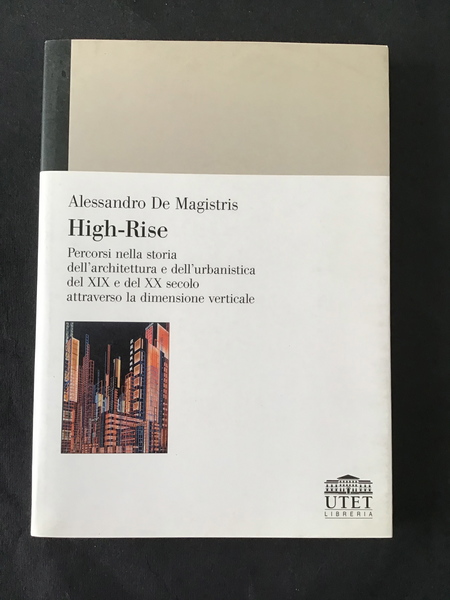 Alessandro De Magistris
High-Rise
Percorsi nella storia
dell'architettura e dell'urbanistica
del XIX e del XX secolo
attraverso la dimensione verticale
UTET
LIBRERIA